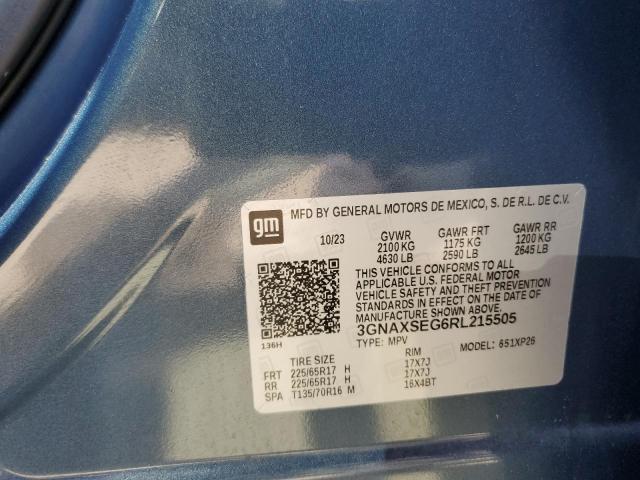 gm
MFD BY GENERAL MOTORS DE MEXICO, S. DE R.L. DE C.V.
10/23 GVWR GAWR FRT GAWR RR
2100 KG 1175 KG 1200 KG
4630 LB 2590 LB 2645 LB
THIS VEHICLE CONFORMS TO ALL
APPLICABLE U.S. FEDERAL MOTOR
VEHICLE SAFETY AND THEFT PREVENTION
STANDARDS IN EFFECT ON THE DATE OF
MANUFACTURE SHOWN ABOVE.
3GNAXSEG6RL215505
136H
TYPE: MPV MODEL: 651XP26
TIRE SIZE RIM
FRT 225/65R17 H 17X7J
RR 225/65R17 H 17X7J
SPA T135/70R16 M 16X4BT